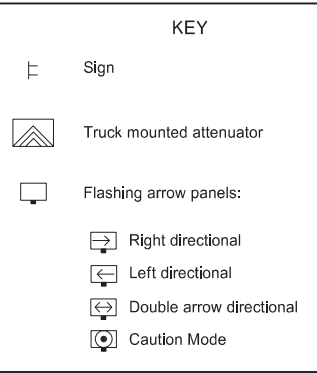 KEY
Sign
Truck mounted attenuator
Flashing arrow panels:
Right directional
Left directional
Double arrow directional
Caution Mode